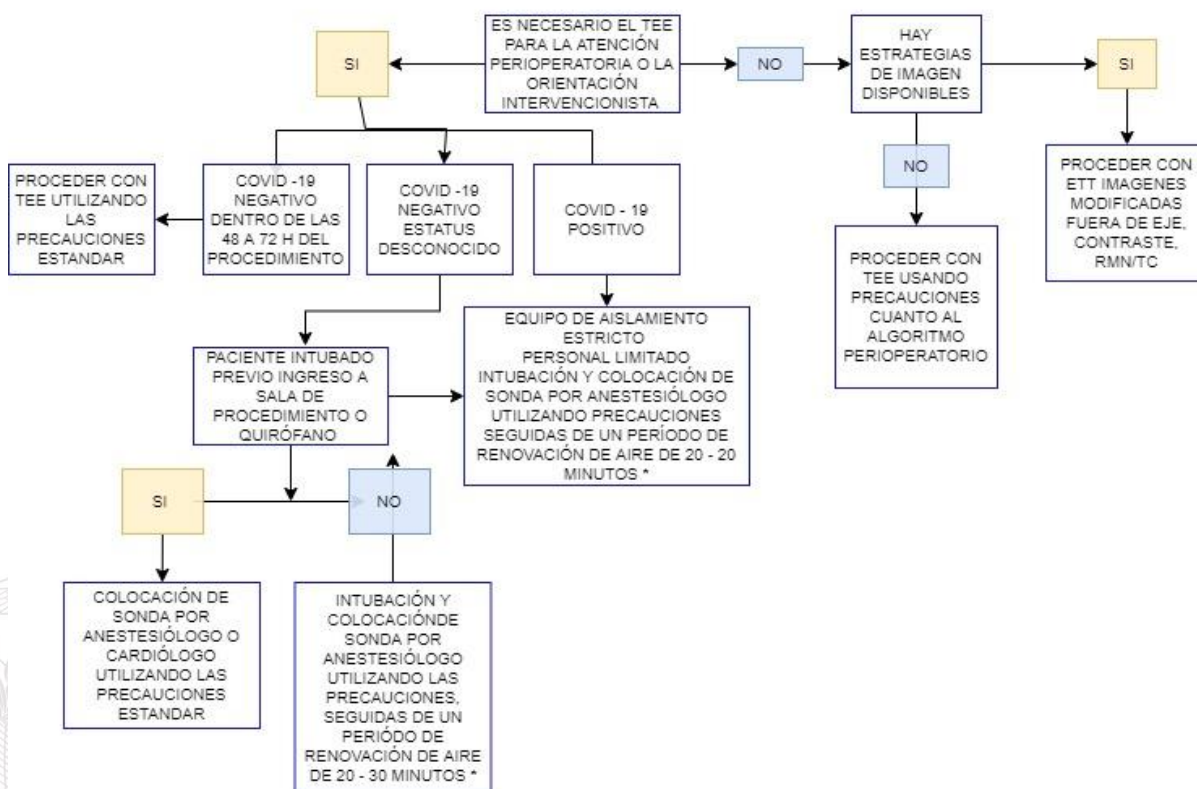 ES NECESARIO EL TEE
PARA LA ATENCIÓN
PERIOPERATORIA O LA
ORIENTACIÓN
INTERVENCIONISTA
SI
NO
HAY
ESTRATEGIAS
DE IMAGEN
DISPONIBLES
SI
NO
PROCEDER CON
TEE UTILIZANDO
LAS
PRECAUCIONES
ESTANDAR
COVID -19
NEGATIVO
DENTRO DE LAS
48 A 72 H DEL
PROCEDIMIENTO
COVID -19
NEGATIVO
ESTATUS
DESCONOCIDO
COVID - 19
POSITIVO
PROCEDER CON
ETT IMAGENES
MODIFICADAS
FUERA DE EJE,
CONTRASTE,
RMN/TC
PROCEDER CON
TEE USANDO
PRECAUCIONES
CUANTO AL
ALGORITMO
PERIOPERATORIO
EQUIPO DE AISLAMIENTO
ESTRICTO
PERSONAL LIMITADO
INTUBACIÓN Y COLOCACIÓN DE
SONDA POR ANESTESIÓLOGO
UTILIZANDO PRECAUCIONES
SEGUIDAS DE UN PERÍODO DE
RENOVACIÓN DE AIRE DE 20 - 20
MINUTOS *
PACIENTE INTUBADO
PREVIO INGRESO A
SALA DE
PROCEDIMIENTO O
QUIRÓFANO
SI
NO
COLOCACIÓN DE
SONDA POR
ANESTESIÓLOGO O
CARDIÓLOGO
UTILIZANDO LAS
PRECAUCIONES
ESTANDAR
INTUBACIÓN Y
COLOCACIÓNDE
SONDA POR
ANESTESIÓLOGO
UTILIZANDO LAS
PRECAUCIONES,
SEGUIDAS DE UN
PERIÓDO DE
RENOVACIÓN DE AIRE
DE 20 - 30 MINUTOS *